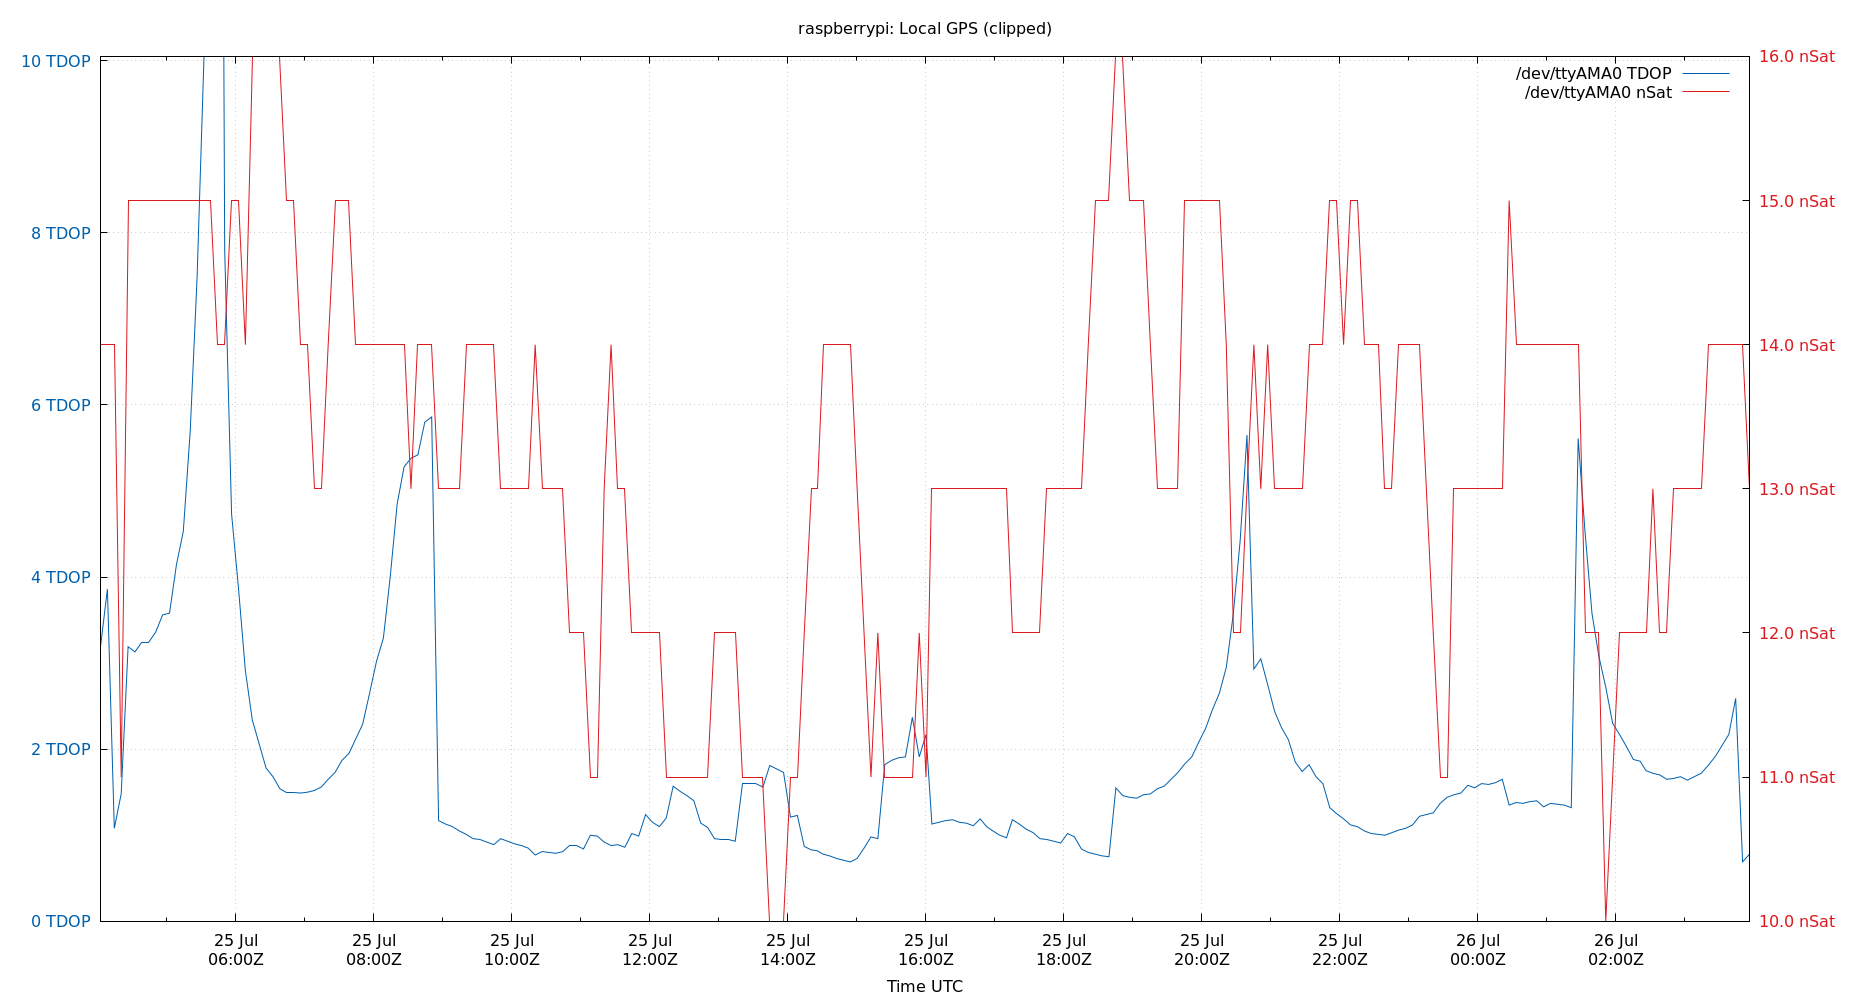 raspberrypi: Local GPS (clipped)
10 TDOP
8 TDOP
6 TDOP
4 TDOP
2 TDOP
0 TDOP
16.0 nSat
15.0 nSat
14.0 nSat
13.0 nSat
12.0 nSat
11.0 nSat
10.0 nSat
/dev/ttyAMA0 TDOP
/dev/ttyAMA0 nSat
25 Jul 25 Jul 25 Jul 25 Jul 25 Jul 25 Jul 25 Jul 25 Jul 25 Jul 26 Jul 26 Jul
06:00Z 08:00Z 10:00Z 12:00Z 14:00Z 16:00Z 18:00Z 20:00Z 22:00Z 00:00Z 02:00Z
Time UTC